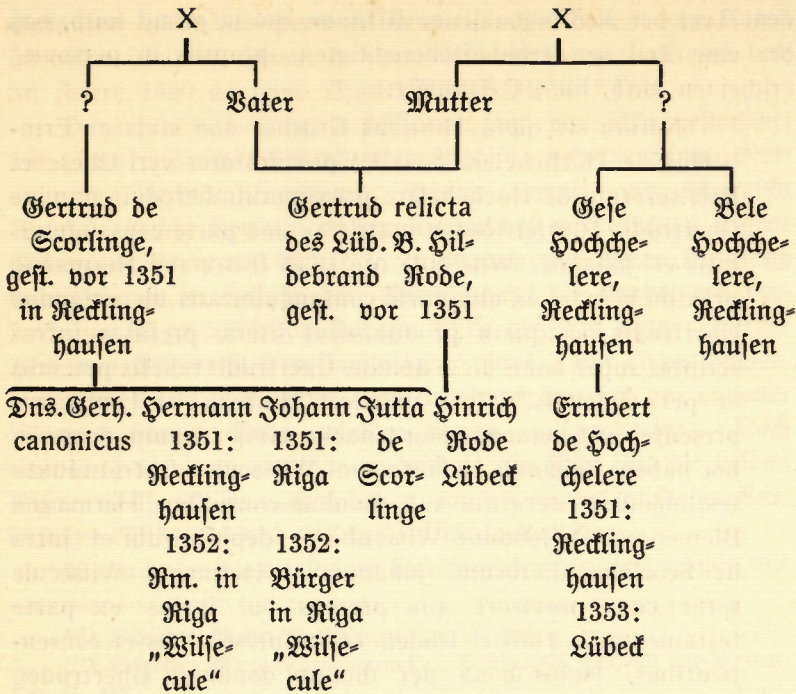 X X
? Vater Mutter ?
Gertrud de Gertrud relicta Gese Bele
Scorlinge, des Lüb. B. Hil- Hochche- Hochche-
gest. vor 1351 debrand Rode, lere, lere,
in Reckling- gest. vor 1351 Reckling- Reckling-
hausen hausen hausen
Dns. Gerh. Hermann Johann Jutta Hinrich Ermbert
canonicus 1351: 1351: de Rode de Hoch-
Reckling- Riga Scor- Lübeck chelere
hausen linge 1351:
1352: 1352: Reckling-
Rm. in Bürger hausen
Riga in Riga 1353:
„Wilse- „Wilse- Lübeck
cule“ cule“